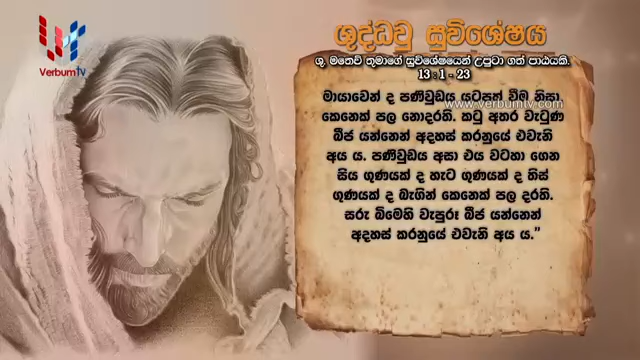 VerbumTV
ශුද්ධවූ සුවිශේෂය
ශු. මතෙව් තුමාගේ සුවිශේෂයෙන් උපුටා ගත් පාඨයකි.
13 : 1 - 23
මායාවෙන් ද පණිවුඩය යටපත් වීම නිසා
www.verbumtv.com
කෙනෙක් පල නොදරති. කටු අතර වැටුණ
බීජ යන්නෙන් අදහස් කරනුයේ එවැනි
අය ය. පණිවුඩය අසා එය වටහා ගෙන
සිය ගුණයක් ද හැට ගුණයක් ද තිස්
ගුණයක් ද බැගින් කෙනෙක් පල දරති.
සරු බිමෙහි වැපුරූ බීජ යන්නෙන්
අදහස් කරනුයේ එවැනි අය ය.”